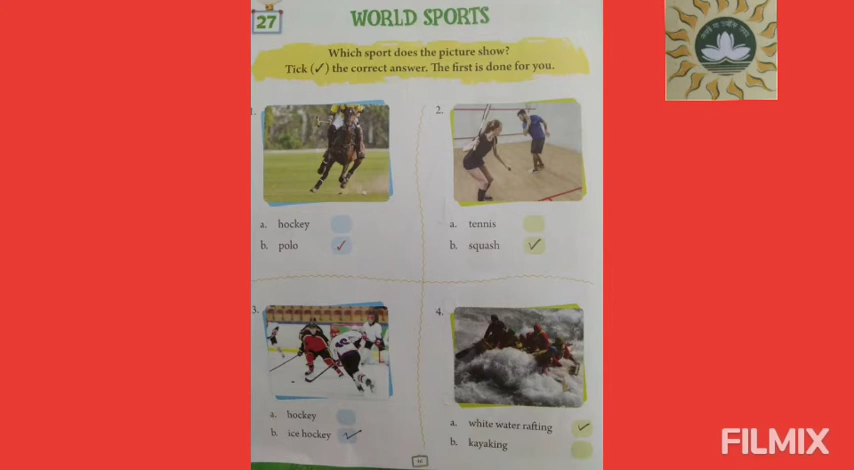 27
WORLD SPORTS
Which sport does the picture show?
Tick (✓) the correct answer. The first is done for you.
1.
a. hockey
b. polo ✓
2.
a. tennis
b. squash ✓
3.
a. hockey
b. ice hockey ✓
4.
a. white water rafting ✓
b. kayaking
FILMIX